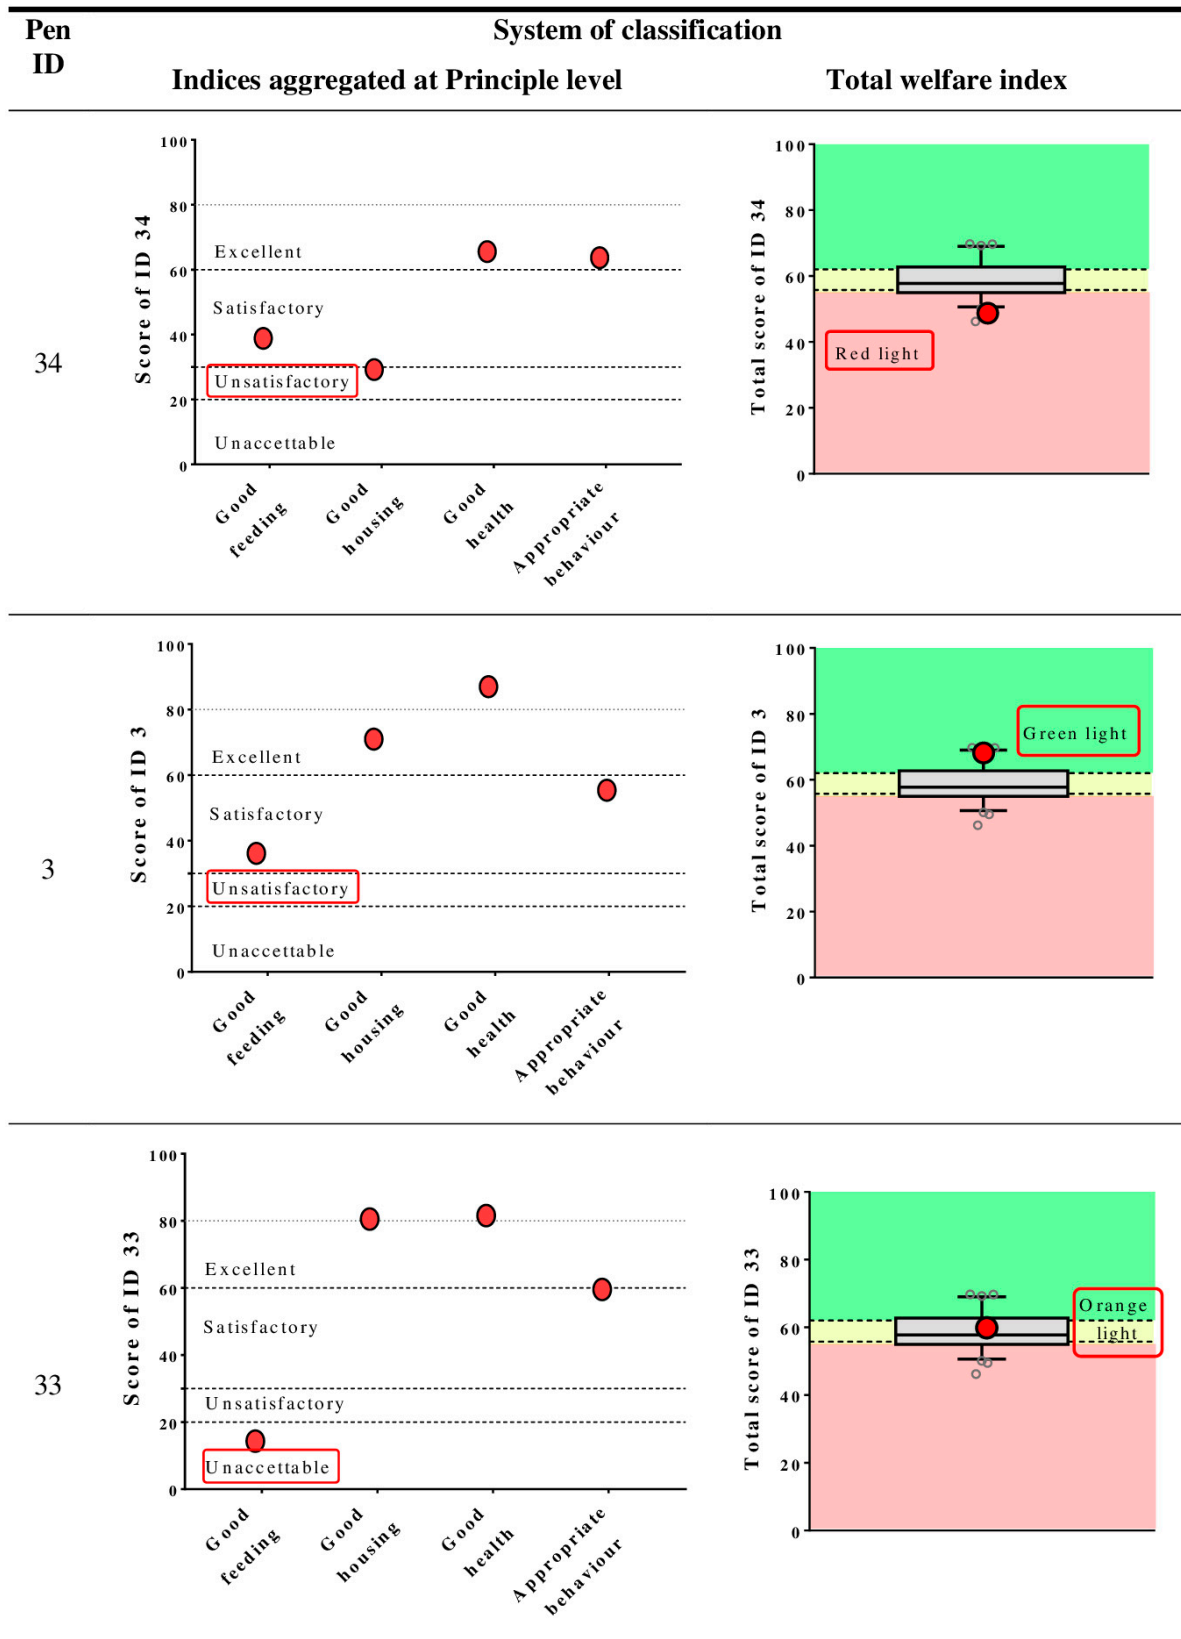 Pen
ID
System of classification
Indices aggregated at Principle level
Total welfare index
34
Score of ID 34
100
80
60
40
20
0
Excellent
Satisfactory
Unsatisfactory
Unaccettable
Good
feeding
Good
housing
Good
health
Appropriate
behaviour
Total score of ID 34
100
80
60
40
20
0
Red light
3
Score of ID 3
100
80
60
40
20
0
Excellent
Satisfactory
Unsatisfactory
Unaccettable
Good
feeding
Good
housing
Good
health
Appropriate
behaviour
Total score of ID 3
100
80
60
40
20
0
Green light
33
Score of ID 33
100
80
60
40
20
0
Excellent
Satisfactory
Unsatisfactory
Unaccettable
Good
feeding
Good
housing
Good
health
Appropriate
behaviour
Total score of ID 33
100
80
60
40
20
0
Orange
light